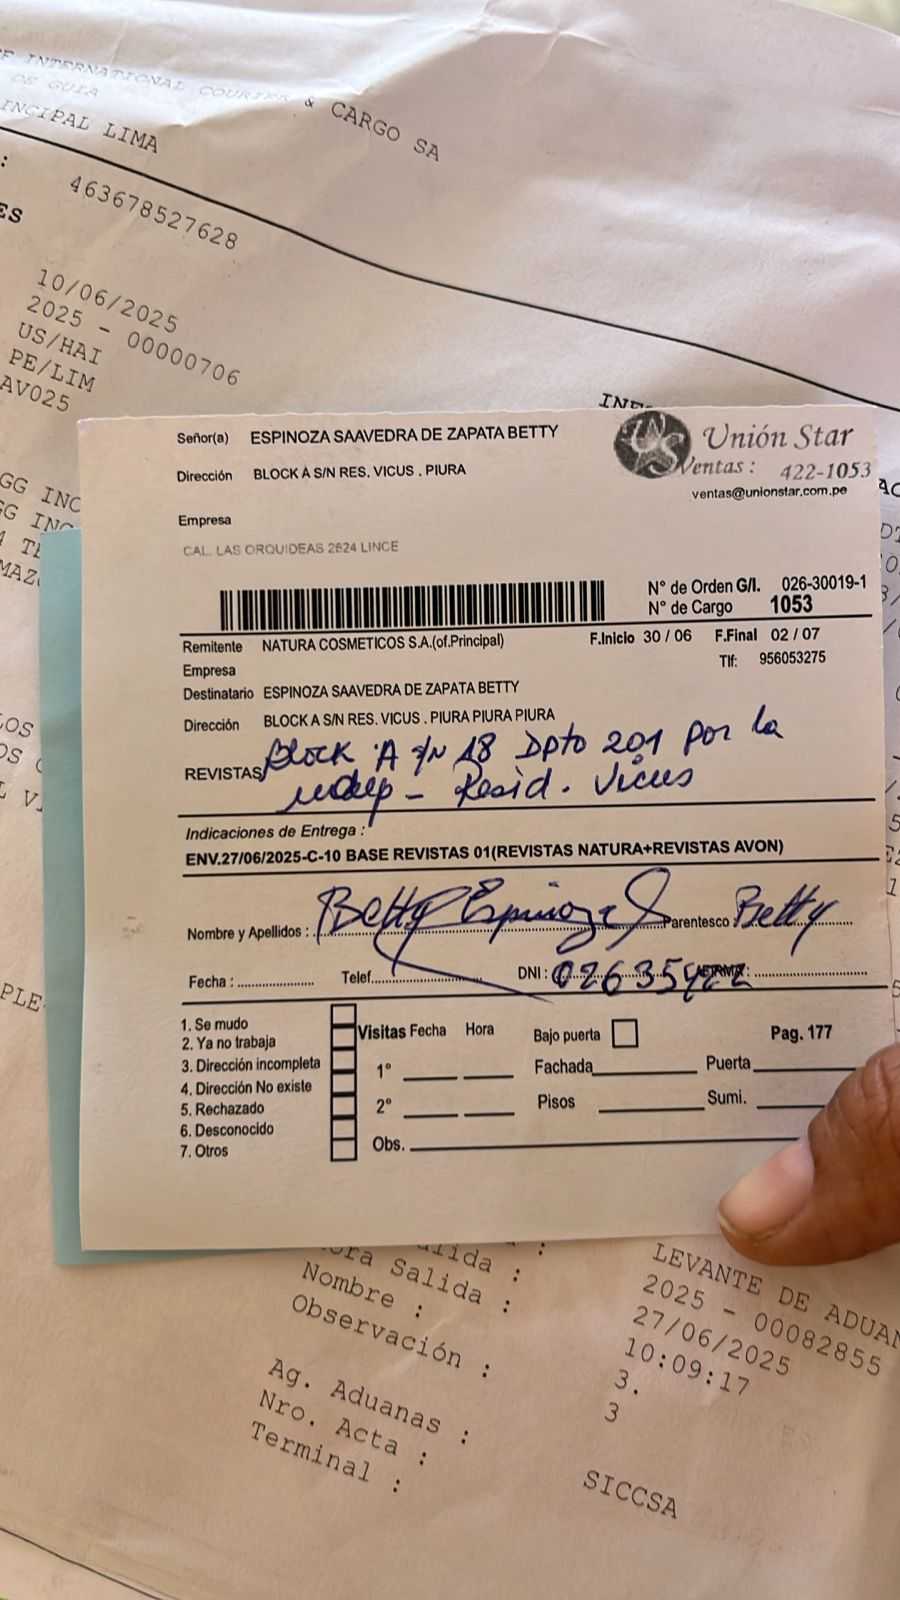 INTERNATIONAL COURIER & CARGO SA
DE GUIA
INCIPAL LIMA
463678527628
10/06/2025
2025 - 00000706
US/HAI
PE/LIM
AV025
Señor(a) ESPINOZA SAAVEDRA DE ZAPATA BETTY
Unión Star
Ventas : 422-1053
ventas@unionstar.com.pe
Dirección BLOCK A S/N RES. VICUS . PIURA
Empresa
CAL. LAS ORQUIDEAS 2624 LINCE
N° de Orden G/I. 026-30019-1
N° de Cargo 1053
Remitente NATURA COSMETICOS S.A.(of.Principal) F.Inicio 30 / 06 F.Final 02 / 07
Empresa Tlf: 956053275
Destinatario ESPINOZA SAAVEDRA DE ZAPATA BETTY
Dirección BLOCK A S/N RES. VICUS . PIURA PIURA PIURA
REVISTAS Block A S/N 18 Dpto 201 por la
udep - Resid. Vicus
Indicaciones de Entrega :
ENV.27/06/2025-C-10 BASE REVISTAS 01(REVISTAS NATURA+REVISTAS AVON)
Nombre y Apellidos : Betty Espinoza S Parentesco Betty
Fecha : Telef. DNI : 02635422 FIRMA :
1. Se mudo
2. Ya no trabaja
3. Dirección incompleta
4. Dirección No existe
5. Rechazado
6. Desconocido
7. Otros
Visitas Fecha Hora Bajo puerta Pag. 177
1° Fachada Puerta
2° Pisos Sumi.
Obs.
Salida :
Nombre :
Observación :
Ag. Aduanas :
Nro. Acta :
Terminal :
LEVANTE DE ADUAN
2025 - 00082855
27/06/2025
10:09:17
3.
3
SICCSA